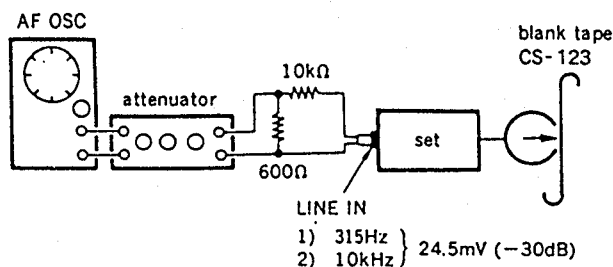 AF OSC
attenuator
10kΩ
600Ω
set
blank tape
CS-123
LINE IN
1) 315Hz
2) 10kHz
24.5mV (-30dB)